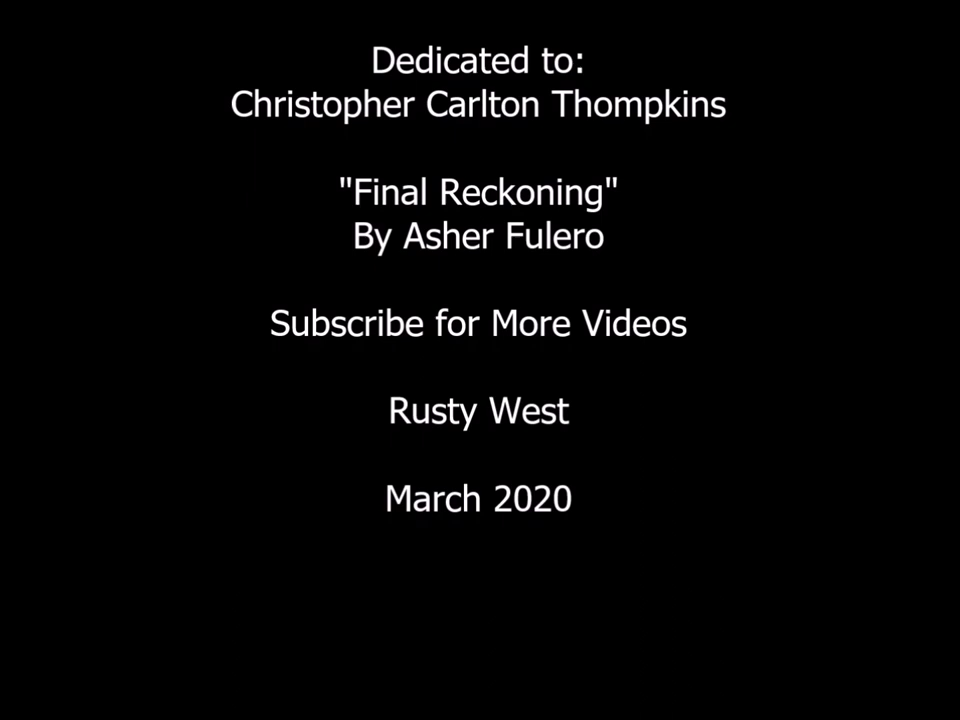 Dedicated to:
Christopher Carlton Thompkins
"Final Reckoning"
By Asher Fulero
Subscribe for More Videos
Rusty West
March 2020